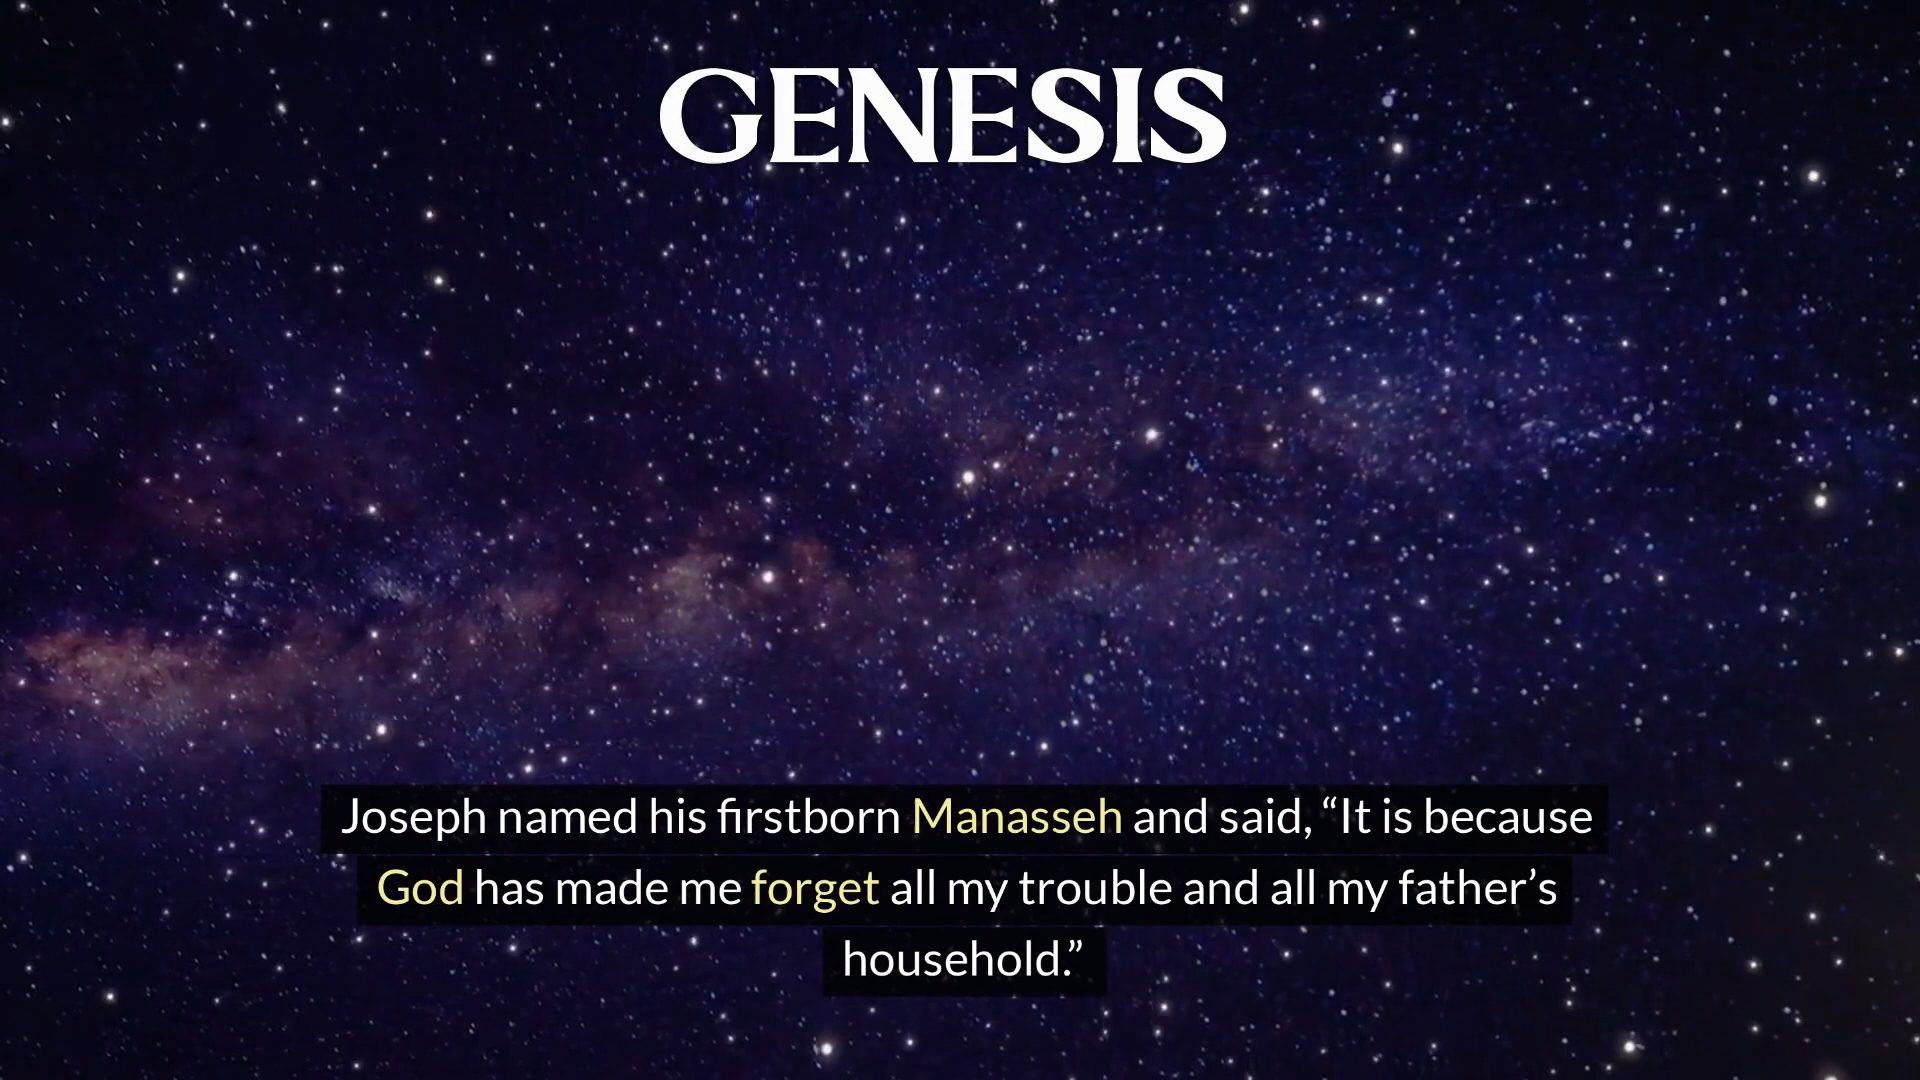 GENESIS
Joseph named his firstborn Manasseh and said, “It is because
God has made me forget all my trouble and all my father’s
household.”